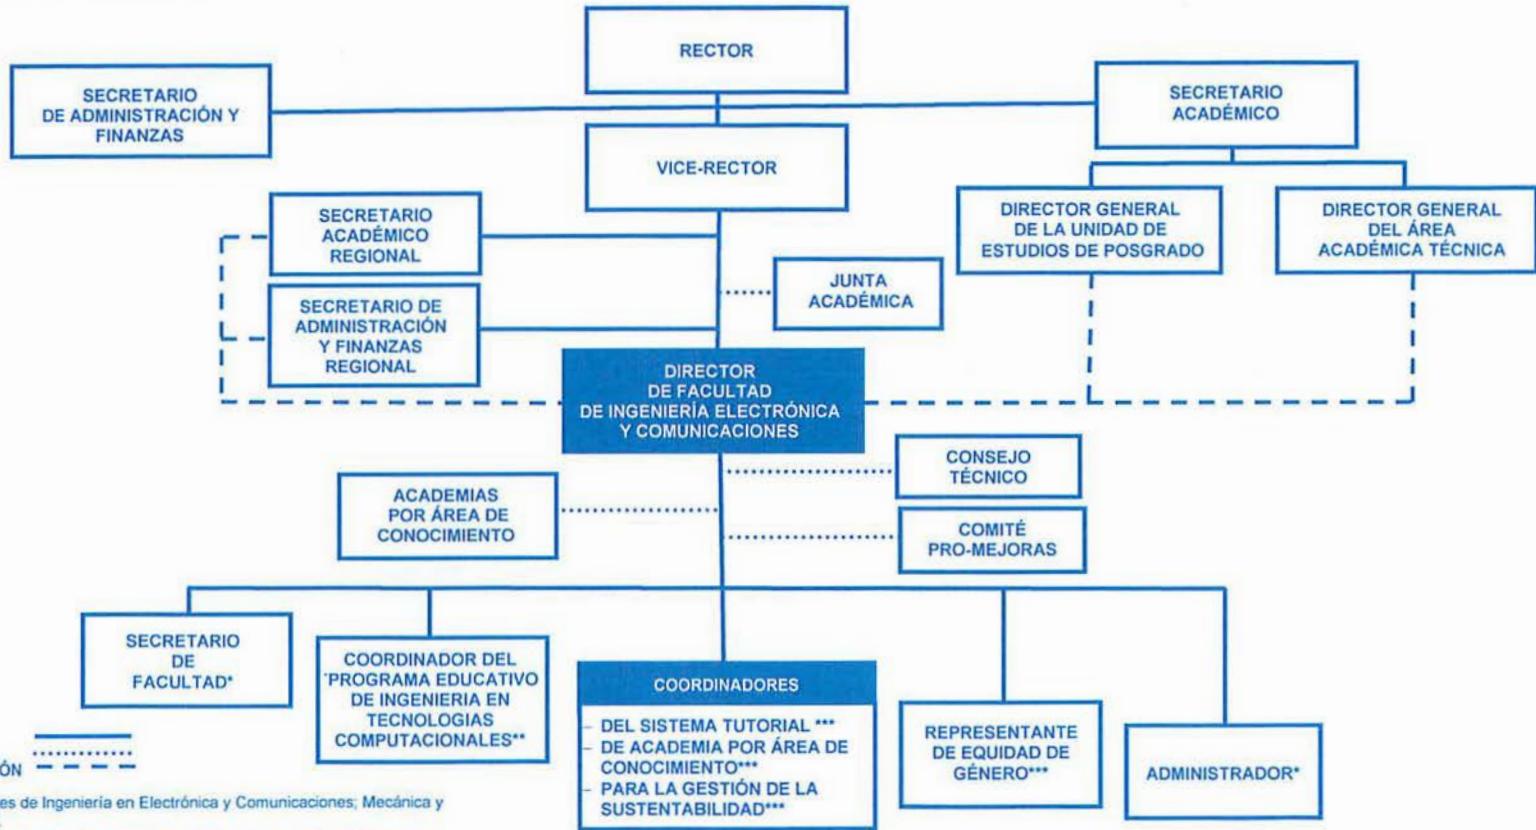 RECTOR
SECRETARIO
DE ADMINISTRACIÓN Y
FINANZAS
SECRETARIO
ACADÉMICO
VICE-RECTOR
SECRETARIO
ACADÉMICO
REGIONAL
DIRECTOR GENERAL
DE LA UNIDAD DE
ESTUDIOS DE POSGRADO
DIRECTOR GENERAL
DEL ÁREA
ACADÉMICA TÉCNICA
JUNTA
ACADÉMICA
SECRETARIO DE
ADMINISTRACIÓN
Y FINANZAS
REGIONAL
DIRECTOR
DE FACULTAD
DE INGENIERÍA ELECTRÓNICA
Y COMUNICACIONES
CONSEJO
TÉCNICO
ACADEMIAS
POR ÁREA DE
CONOCIMIENTO
COMITÉ
PRO-MEJORAS
SECRETARIO
DE
FACULTAD*
COORDINADOR DEL
PROGRAMA EDUCATIVO
DE INGENIERIA EN
TECNOLOGIAS
COMPUTACIONALES**
COORDINADORES
- DEL SISTEMA TUTORIAL ***
- DE ACADEMIA POR ÁREA DE
CONOCIMIENTO***
- PARA LA GESTIÓN DE LA
SUSTENTABILIDAD***
REPRESENTANTE
DE EQUIDAD DE
GÉNERO***
ADMINISTRADOR*
ÓN
es de Ingeniería en Electrónica y Comunicaciones; Mecánica y